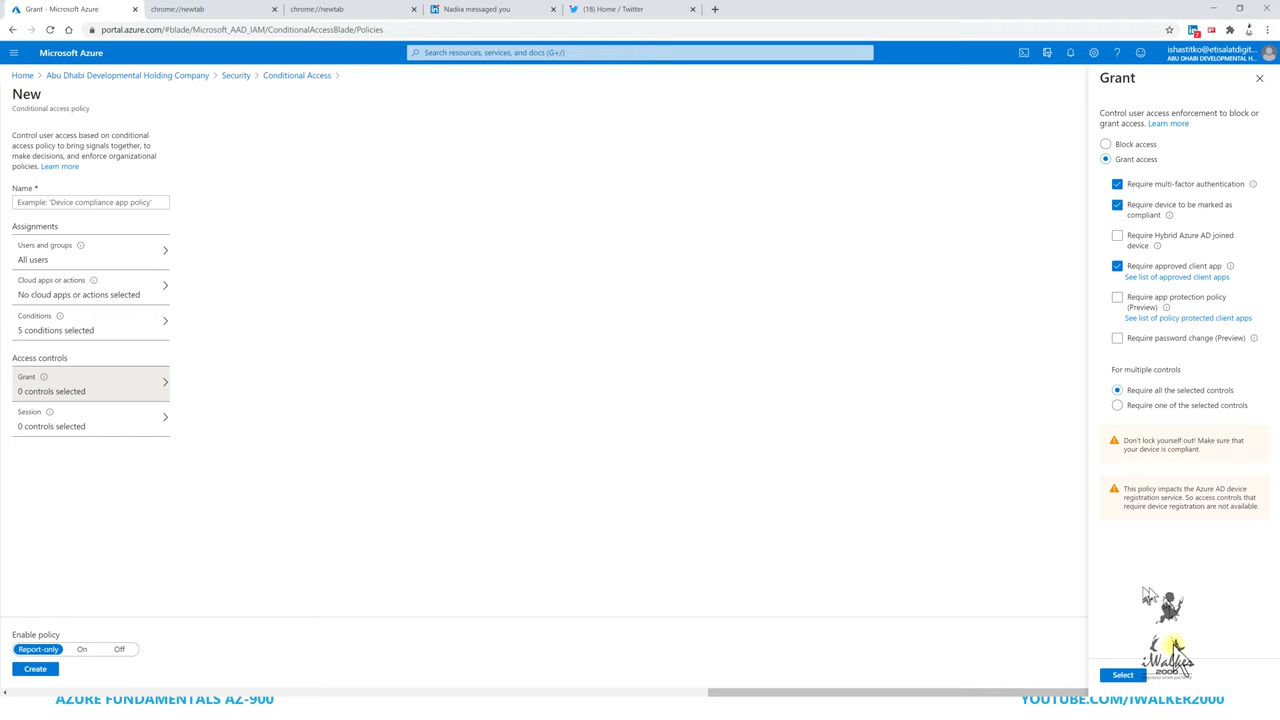 Grant - Microsoft Azure
chrome://newtab
chrome://newtab
Nadiia messaged you
(18) Home / Twitter
portal.azure.com/#blade/Microsoft_AAD_IAM/ConditionalAccessBlade/Policies
Microsoft Azure
Search resources, services, and docs (G+/)
ishastitko@etisalatdigit...
ABU DHABI DEVELOPMENTAL H...
Home > Abu Dhabi Developmental Holding Company > Security > Conditional Access >
New
Conditional access policy
Control user access based on conditional
access policy to bring signals together, to
make decisions, and enforce organizational
policies. Learn more
Name *
Example: 'Device compliance app policy'
Assignments
Users and groups
All users
Cloud apps or actions
No cloud apps or actions selected
Conditions
5 conditions selected
Access controls
Grant
0 controls selected
Session
0 controls selected
Enable policy
Report-only On Off
Create
Grant
Control user access enforcement to block or
grant access. Learn more
Block access
Grant access
Require multi-factor authentication
Require device to be marked as
compliant
Require Hybrid Azure AD joined
device
Require approved client app
See list of approved client apps
Require app protection policy
(Preview)
See list of policy protected client apps
Require password change (Preview)
For multiple controls
Require all the selected controls
Require one of the selected controls
Don't lock yourself out! Make sure that
your device is compliant.
This policy impacts the Azure AD device
registration service. So access controls that
require device registration are not available.
iWalker
2000
Select
AZURE FUNDAMENTALS AZ-900
YOUTUBE.COM/IWALKER2000